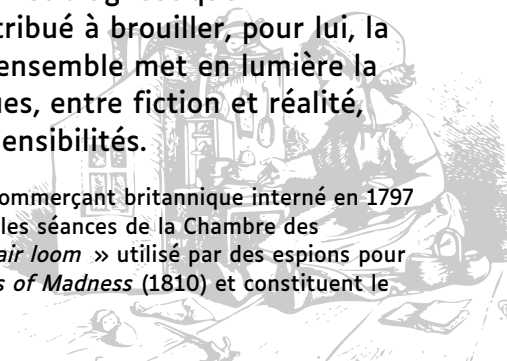 tribué à brouiller, pour lui, la
ensemble met en lumière la
ues, entre fiction et réalité,
ensibilités.
ommerçant britannique interné en 1797
les séances de la Chambre des
air loom » utilisé par des espions pour
s of Madness (1810) et constituent le